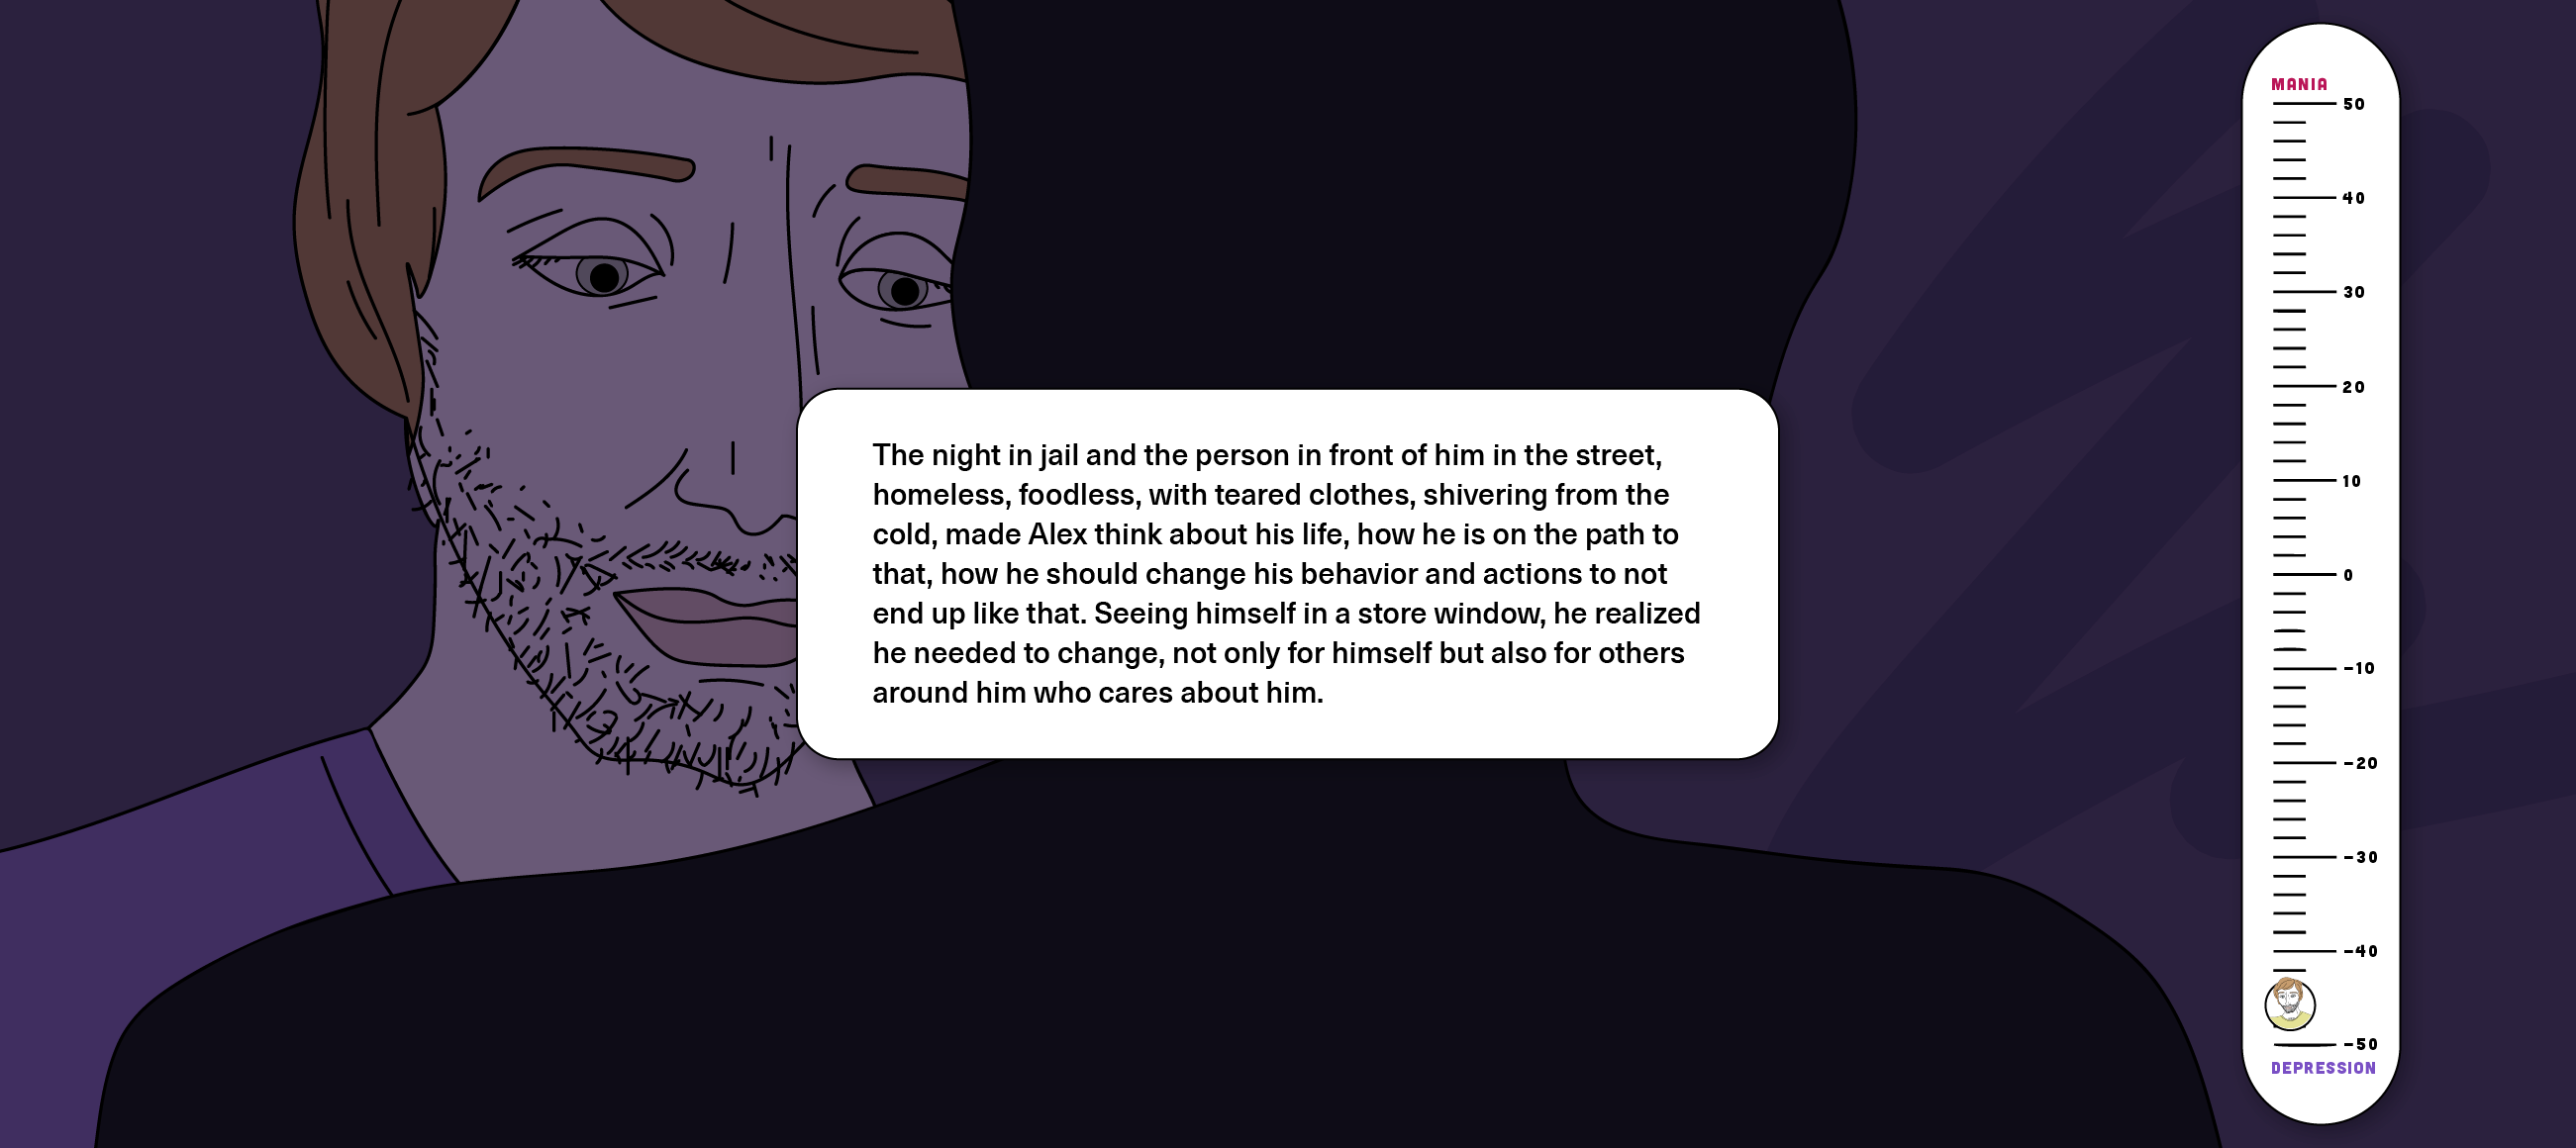 The night in jail and the person in front of him in the street,
homeless, foodless, with teared clothes, shivering from the
cold, made Alex think about his life, how he is on the path to
that, how he should change his behavior and actions to not
end up like that. Seeing himself in a store window, he realized
he needed to change, not only for himself but also for others
around him who cares about him.
MANIA
50
40
30
20
10
0
-10
-20
-30
-40
-50
DEPRESSION